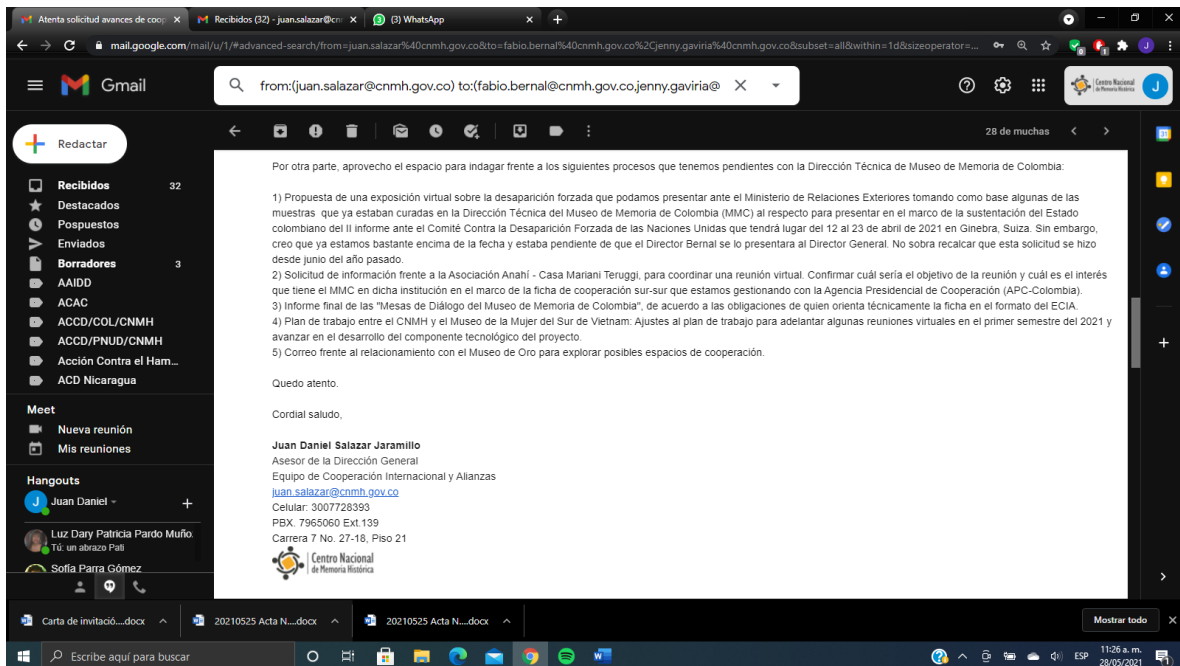 Atenta solicitud avances de coop
Recibidos (32) - juan.salazar@cnm
(3) WhatsApp
mail.google.com/mail/u/1/#advanced-search/from=juan.salazar%40cnmh.gov.co&to=fabio.bernal%40cnmh.gov.co%2Cjenny.gaviria%40cnmh.gov.co&subset=all&within=1d&sizeoperator=...
Gmail
from:(juan.salazar@cnmh.gov.co) to:(fabio.bernal@cnmh.gov.co,jenny.gaviria@
Centro Nacional
de Memoria Histórica
J
Redactar
28 de muchas
Recibidos 32
Destacados
Pospuestos
Enviados
Borradores 3
AAIDD
ACAC
ACCD/COL/CNMH
ACCD/PNUD/CNMH
Acción Contra el Ham...
ACD Nicaragua
Meet
Nueva reunión
Mis reuniones
Hangouts
J Juan Daniel
Luz Dary Patricia Pardo Muño:
Tú: un abrazo Pati
Sofía Parra Gómez
Por otra parte, aprovecho el espacio para indagar frente a los siguientes procesos que tenemos pendientes con la Dirección Técnica de Museo de Memoria de Colombia:
1) Propuesta de una exposición virtual sobre la desaparición forzada que podamos presentar ante el Ministerio de Relaciones Exteriores tomando como base algunas de las
muestras que ya estaban curadas en la Dirección Técnica del Museo de Memoria de Colombia (MMC) al respecto para presentar en el marco de la sustentación del Estado
colombiano del II informe ante el Comité Contra la Desaparición Forzada de las Naciones Unidas que tendrá lugar del 12 al 23 de abril de 2021 en Ginebra, Suiza. Sin embargo,
creo que ya estamos bastante encima de la fecha y estaba pendiente de que el Director Bernal se lo presentara al Director General. No sobra recalcar que esta solicitud se hizo
desde junio del año pasado.
2) Solicitud de información frente a la Asociación Anahí - Casa Mariani Teruggi, para coordinar una reunión virtual. Confirmar cuál sería el objetivo de la reunión y cuál es el interés
que tiene el MMC en dicha institución en el marco de la ficha de cooperación sur-sur que estamos gestionando con la Agencia Presidencial de Cooperación (APC-Colombia).
3) Informe final de las "Mesas de Diálogo del Museo de Memoria de Colombia", de acuerdo a las obligaciones de quien orienta técnicamente la ficha en el formato del ECIA.
4) Plan de trabajo entre el CNMH y el Museo de la Mujer del Sur de Vietnam: Ajustes al plan de trabajo para adelantar algunas reuniones virtuales en el primer semestre del 2021 y
avanzar en el desarrollo del componente tecnológico del proyecto.
5) Correo frente al relacionamiento con el Museo de Oro para explorar posibles espacios de cooperación.
Quedo atento.
Cordial saludo,
Juan Daniel Salazar Jaramillo
Asesor de la Dirección General
Equipo de Cooperación Internacional y Alianzas
juan.salazar@cnmh.gov.co
Celular: 3007728393
PBX. 7965060 Ext.139
Carrera 7 No. 27-18, Piso 21
Centro Nacional
de Memoria Histórica
Carta de invitació....docx
20210525 Acta N....docx
20210525 Acta N....docx
Mostrar todo
Escribe aquí para buscar
ESP
11:26 a. m.
28/05/2021